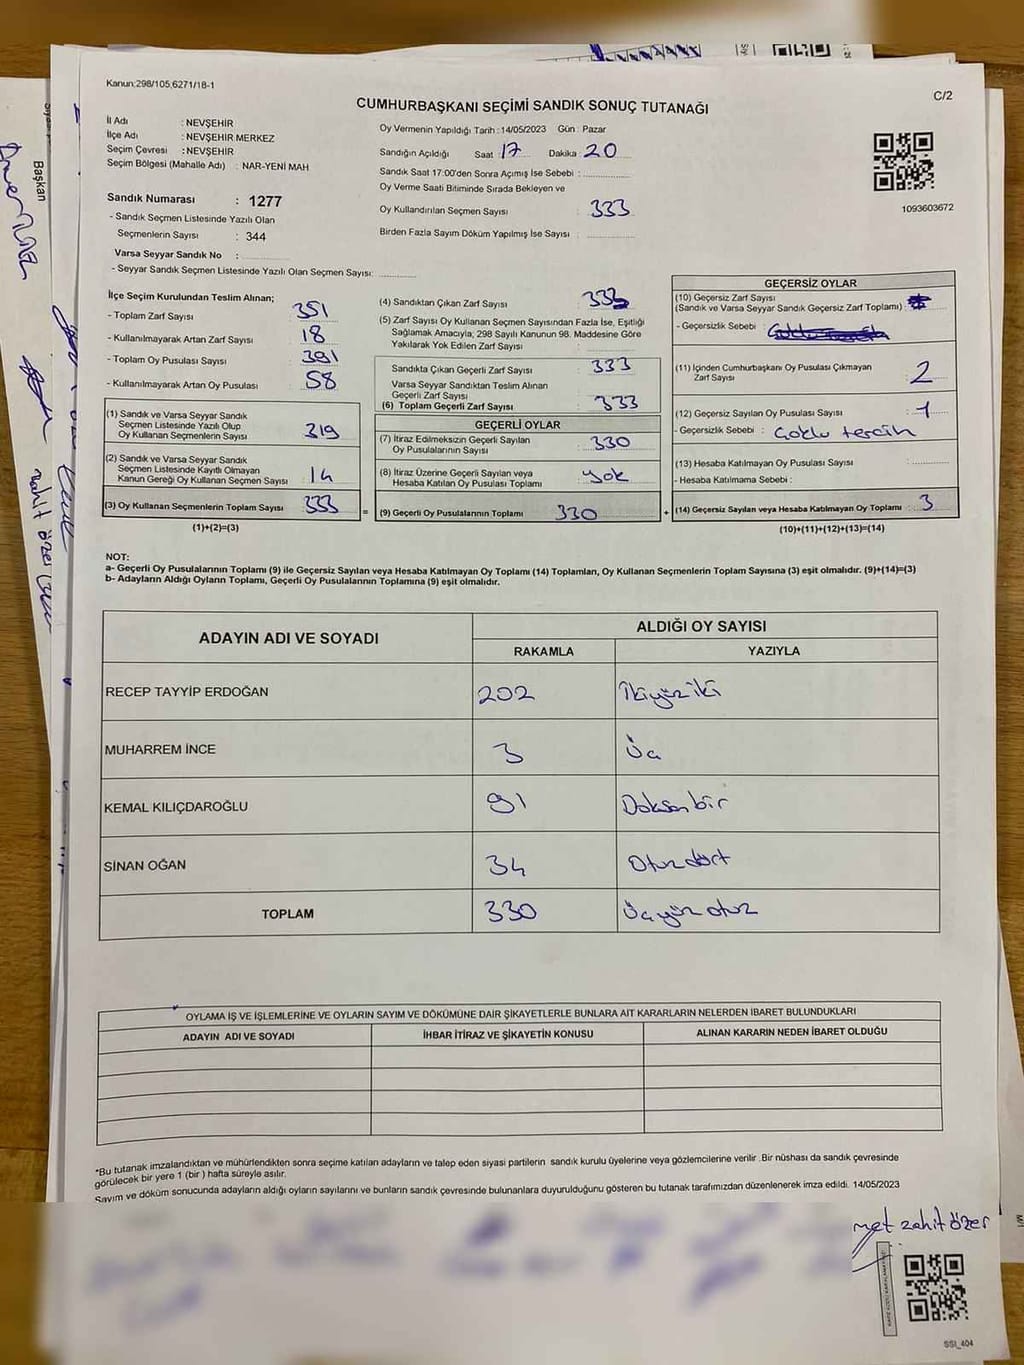 Kanun:298/105,6271/18-1
C/2
CUMHURBAŞKANI SEÇİMİ SANDIK SONUÇ TUTANAĞI
İl Adı : NEVŞEHİR
İlçe Adı : NEVŞEHİR MERKEZ
Seçim Çevresi : NEVŞEHİR
Seçim Bölgesi (Mahalle Adı) : NAR-YENİ MAH
Sandık Numarası : 1277
- Sandık Seçmen Listesinde Yazılı Olan
Seçmenlerin Sayısı : 344
Varsa Seyyar Sandık No :
- Seyyar Sandık Seçmen Listesinde Yazılı Olan Seçmen Sayısı:
Oy Vermenin Yapıldığı Tarih : 14/05/2023 Gün : Pazar
Sandığın Açıldığı Saat 17 Dakika 20
Sandık Saat 17:00'den Sonra Açımış İse Sebebi :
Oy Verme Saati Bitiminde Sırada Bekleyen ve
Oy Kullandırılan Seçmen Sayısı : 333
Birden Fazla Sayım Döküm Yapılmış İse Sayısı :
1093603672
İlçe Seçim Kurulundan Teslim Alınan;
- Toplam Zarf Sayısı : 351
- Kullanılmayarak Artan Zarf Sayısı : 18
- Toplam Oy Pusulası Sayısı : 391
- Kullanılmayarak Artan Oy Pusulası : 58
(1) Sandık ve Varsa Seyyar Sandık
Seçmen Listesinde Yazılı Olup
Oy Kullanan Seçmenlerin Sayısı : 319
(2) Sandık ve Varsa Seyyar Sandık
Seçmen Listesinde Kayıtlı Olmayan
Kanun Gereği Oy Kullanan Seçmen Sayısı : 14
(3) Oy Kullanan Seçmenlerin Toplam Sayısı : 333
(1)+(2)=(3)
(4) Sandıktan Çıkan Zarf Sayısı : 333
(5) Zarf Sayısı Oy Kullanan Seçmen Sayısından Fazla İse, Eşitliği
Sağlamak Amacıyla; 298 Sayılı Kanunun 98. Maddesine Göre
Yakılarak Yok Edilen Zarf Sayısı :
Sandıkta Çıkan Geçerli Zarf Sayısı : 333
Varsa Seyyar Sandıktan Teslim Alınan
Geçerli Zarf Sayısı :
(6) Toplam Geçerli Zarf Sayısı : 333
GEÇERLİ OYLAR
(7) İtiraz Edilmeksizin Geçerli Sayılan
Oy Pusulalarının Sayısı : 330
(8) İtiraz Üzerine Geçerli Sayılan veya
Hesaba Katılan Oy Pusulası Toplamı : yok
= (9) Geçerli Oy Pusulalarının Toplamı 330 +
GEÇERSİZ OYLAR
(10) Geçersiz Zarf Sayısı
(Sandık ve Varsa Seyyar Sandık Geçersiz Zarf Toplamı) :
- Geçersizlik Sebebi :
(11) İçinden Cumhurbaşkanı Oy Pusulası Çıkmayan
Zarf Sayısı : 2
(12) Geçersiz Sayılan Oy Pusulası Sayısı : 1
- Geçersizlik Sebebi : Çoklu tercih
(13) Hesaba Katılmayan Oy Pusulası Sayısı :
- Hesaba Katılmama Sebebi :
(14) Geçersiz Sayılan veya Hesaba Katılmayan Oy Toplamı : 3
(10)+(11)+(12)+(13)=(14)
NOT:
a- Geçerli Oy Pusulalarının Toplamı (9) ile Geçersiz Sayılan veya Hesaba Katılmayan Oy Toplamı (14) Toplamları, Oy Kullanan Seçmenlerin Toplam Sayısına (3) eşit olmalıdır. (9)+(14)=(3)
b- Adayların Aldığı Oyların Toplamı, Geçerli Oy Pusulalarının Toplamına (9) eşit olmalıdır.
ADAYIN ADI VE SOYADI ALDIĞI OY SAYISI
RAKAMLA YAZIYLA
RECEP TAYYİP ERDOĞAN 202 İkiyüziki
MUHARREM İNCE 3 Üç
KEMAL KILIÇDAROĞLU 91 Doksanbir
SİNAN OĞAN 34 Otuzdört
TOPLAM 330 Üçyüzotuz
OYLAMA İŞ VE İŞLEMLERİNE VE OYLARIN SAYIM VE DÖKÜMÜNE DAİR ŞİKAYETLERLE BUNLARA AİT KARARLARIN NELERDEN İBARET BULUNDUKLARI
ADAYIN ADI VE SOYADI İHBAR İTİRAZ VE ŞİKAYETİN KONUSU ALINAN KARARIN NEDEN İBARET OLDUĞU
*Bu tutanak imzalandıktan ve mühürlendikten sonra seçime katılan adayların ve talep eden siyasi partilerin sandık kurulu üyelerine veya gözlemcilerine verilir. Bir nüshası da sandık çevresinde
görülecek bir yere 1 (bir ) hafta süreyle asılır.
Sayım ve döküm sonucunda adayların aldığı oyların sayılarını ve bunların sandık çevresinde bulunanlara duyurulduğunu gösteren bu tutanak tarafımızdan düzenlenerek imza edildi. 14/05/2023
met zahit özer
SSI_404
Başkan